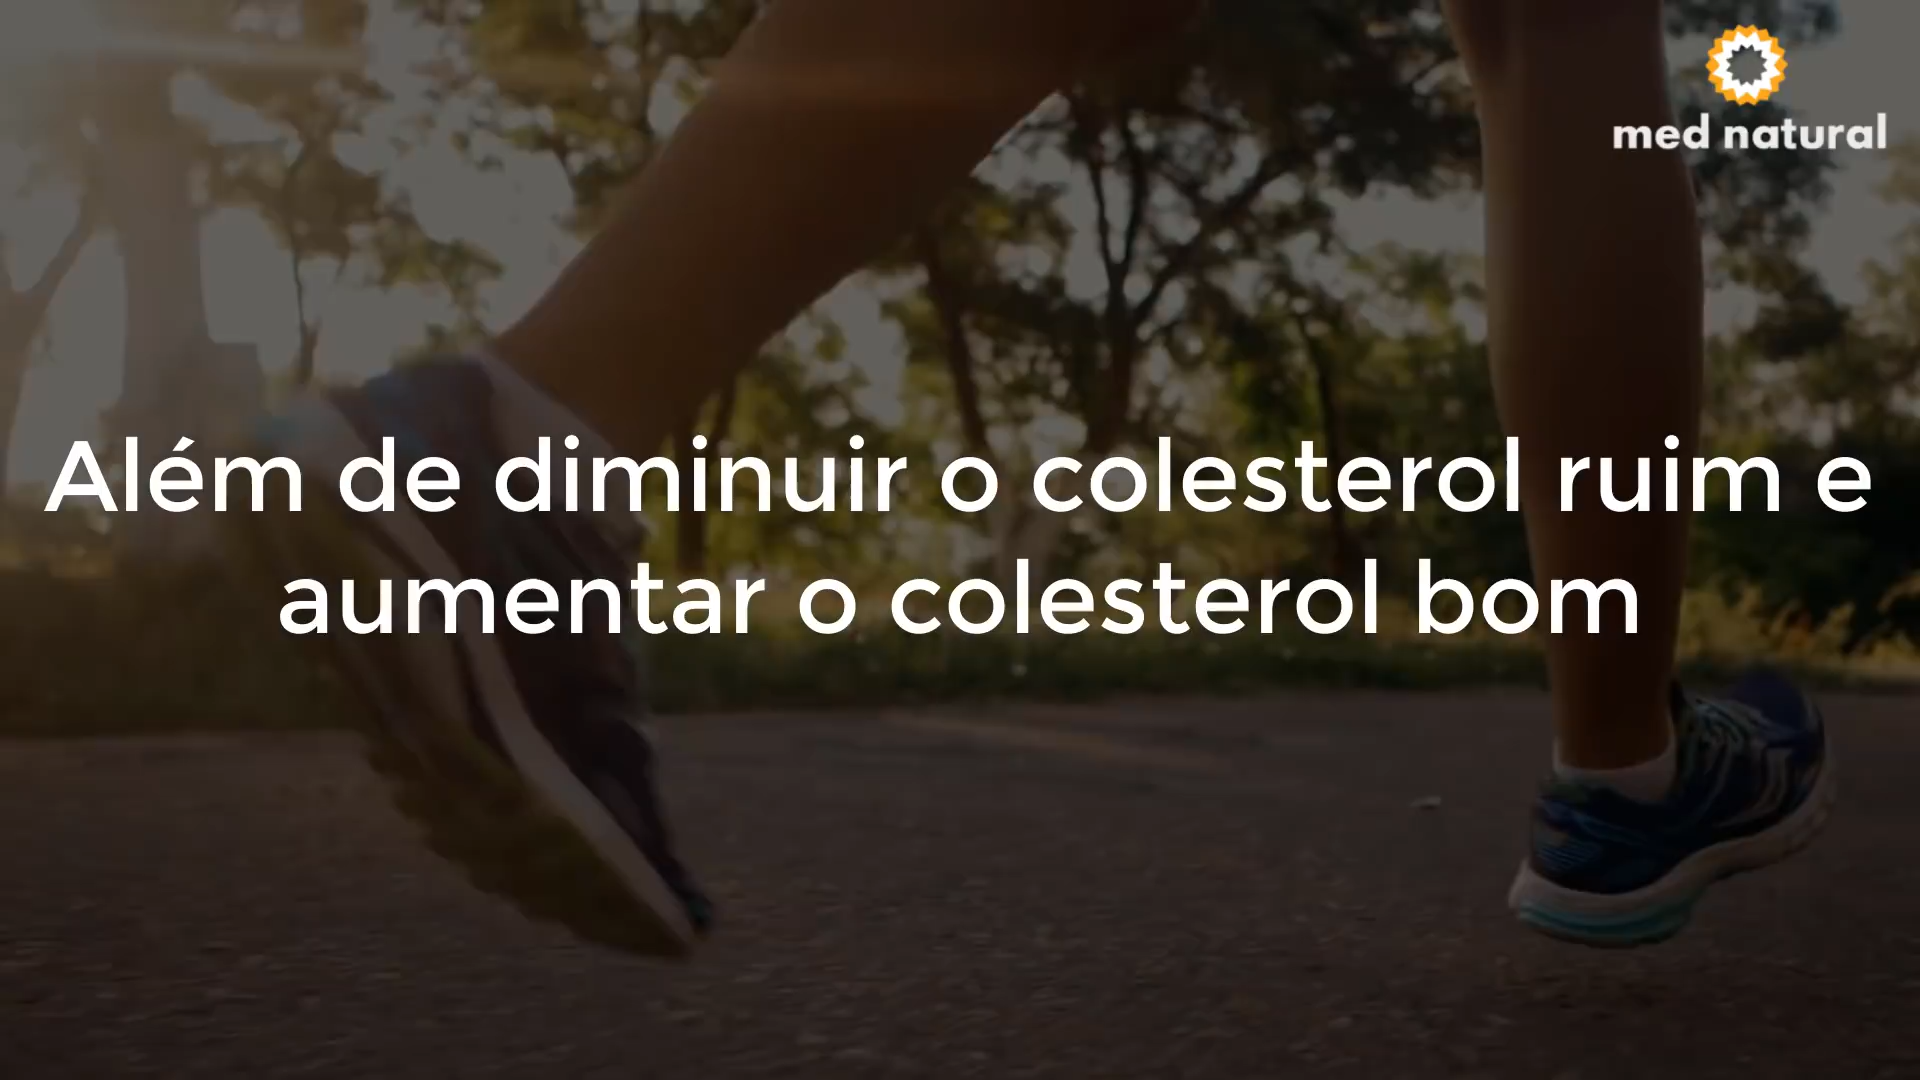 med natural
Além de diminuir o colesterol ruim e
aumentar o colesterol bom